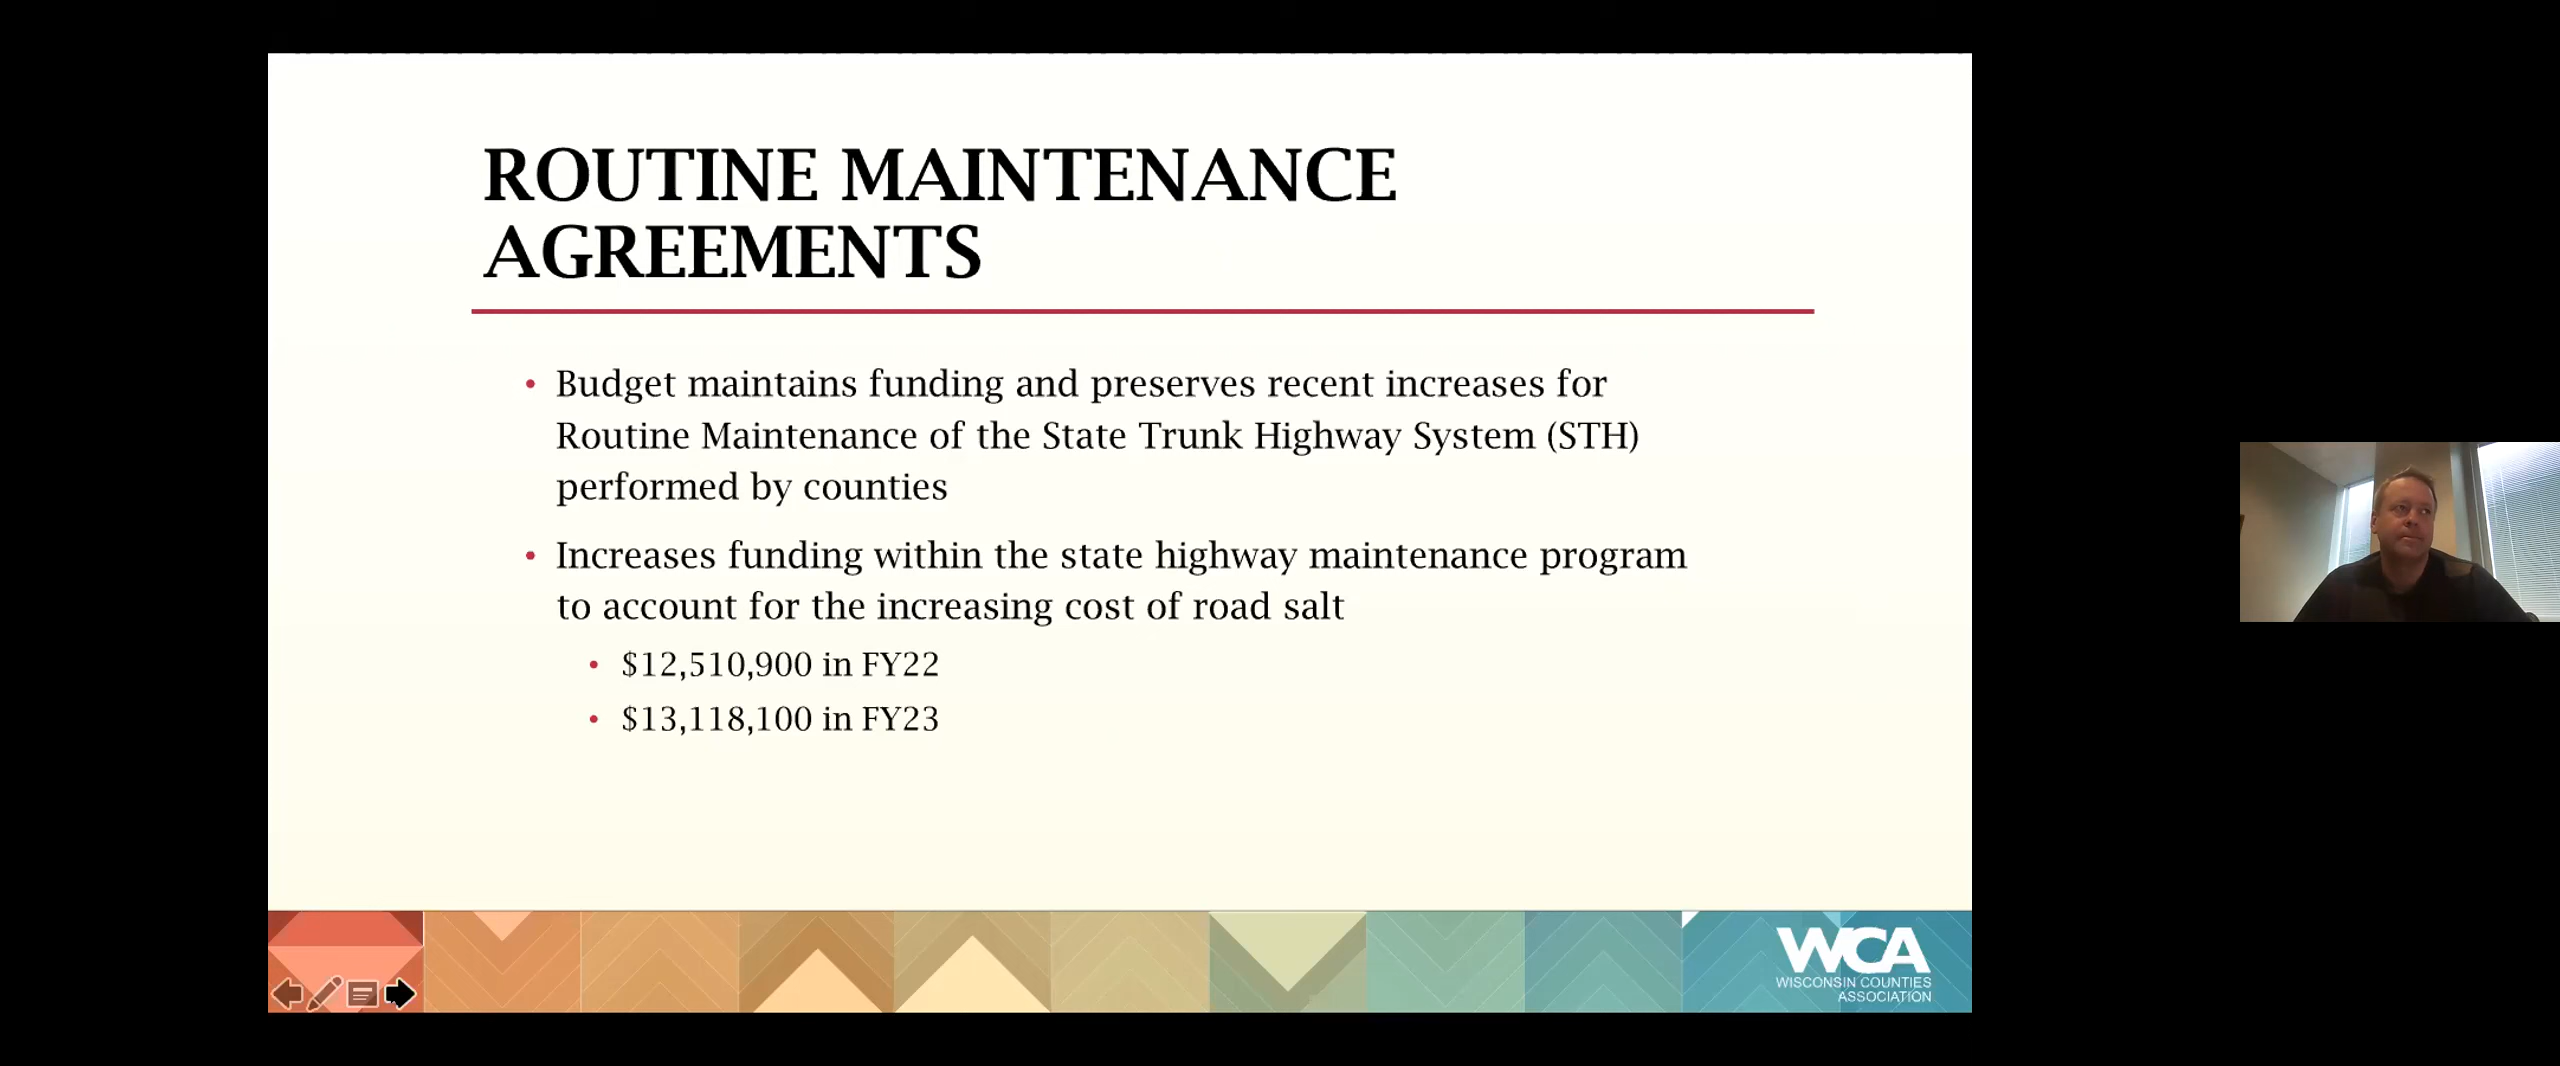 ROUTINE MAINTENANCE
AGREEMENTS
• Budget maintains funding and preserves recent increases for
Routine Maintenance of the State Trunk Highway System (STH)
performed by counties
• Increases funding within the state highway maintenance program
to account for the increasing cost of road salt
• $12,510,900 in FY22
• $13,118,100 in FY23
WCA
WISCONSIN COUNTIES
ASSOCIATION